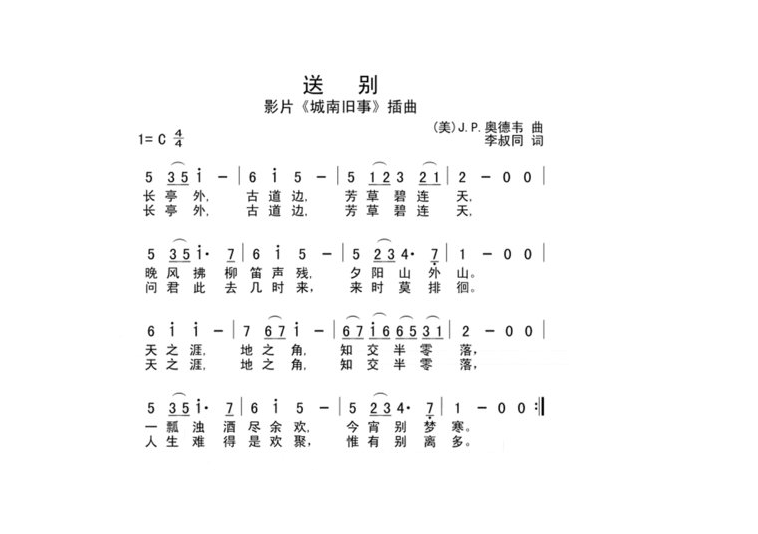 送 别
影片《城南旧事》插曲
(美)J.P.奥德韦 曲
1= C 4/4 李叔同 词
5 3 5 i̇ － | 6 i̇ 5 － | 5 1 2 3 2 1 | 2 － 0 0 |
长 亭 外, 古 道 边, 芳 草 碧 连 天,
长 亭 外, 古 道 边, 芳 草 碧 连 天,
5 3 5 i̇· 7 | 6 i̇ 5 － | 5 2 3 4· 7̣ | 1 － 0 0 |
晚 风 拂 柳 笛 声 残, 夕 阳 山 外 山。
问 君 此 去 几 时 来, 来 时 莫 排 徊。
6 i̇ i̇ － | 7 6 7 i̇ － | 6 7 i̇ 6 6 5 3 1 | 2 － 0 0 |
天 之 涯, 地 之 角, 知 交 半 零 落,
天 之 涯, 地 之 角, 知 交 半 零 落,
5 3 5 i̇· 7 | 6 i̇ 5 － | 5 2 3 4· 7̣ | 1 － 0 0 :‖
一 瓢 浊 酒 尽 余 欢, 今 宵 别 梦 寒。
人 生 难 得 是 欢 聚, 惟 有 别 离 多。